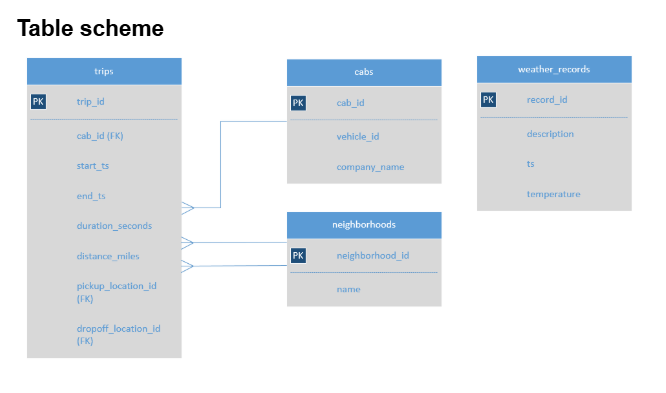 Table scheme
trips
PK trip_id
cab_id (FK)
start_ts
end_ts
duration_seconds
distance_miles
pickup_location_id
(FK)
dropoff_location_id
(FK)
cabs
PK cab_id
vehicle_id
company_name
neighborhoods
PK neighborhood_id
name
weather_records
PK record_id
description
ts
temperature